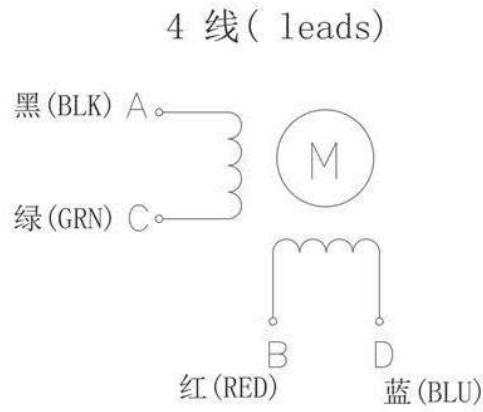 4 线( leads)
黑(BLK) A
M
绿(GRN) C
B D
红(RED) 蓝(BLU)